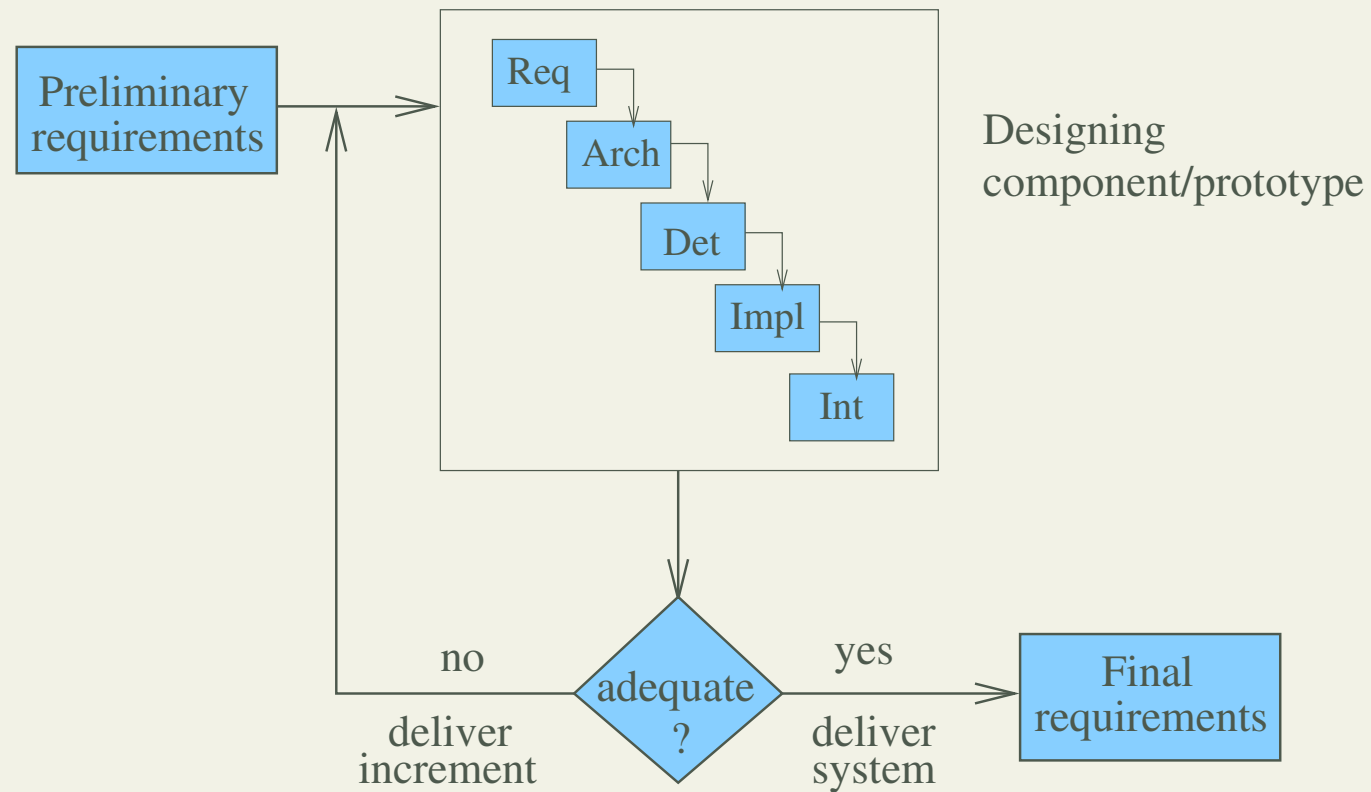 Preliminary
requirements
Req
Arch
Det
Impl
Int
Designing
component/prototype
no
deliver
increment
adequate
?
yes
deliver
system
Final
requirements